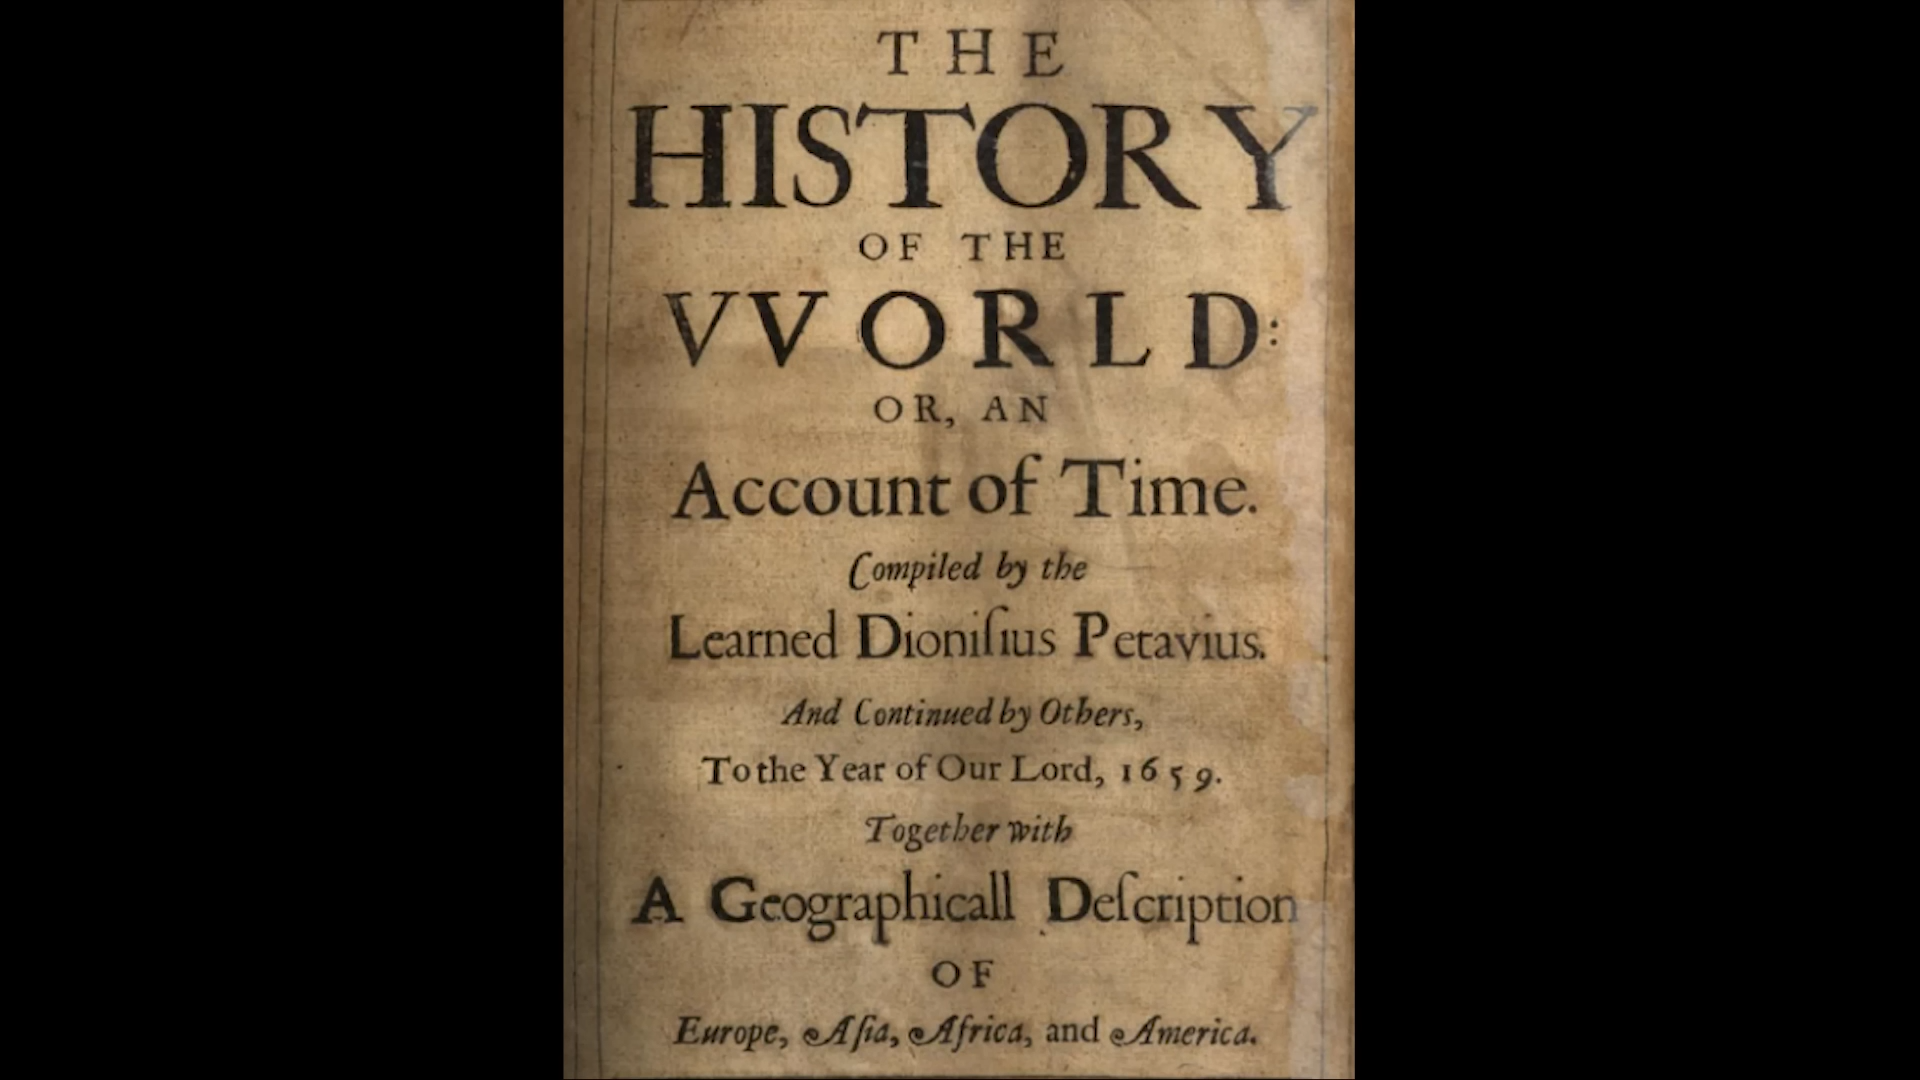 THE
HISTORY
OF THE
VVORLD:
OR, AN
Account of Time.
Compiled by the
Learned Dioniſius Petavius.
And Continued by Others,
To the Year of Our Lord, 1659.
Together with
A Geographicall Deſcription
OF
Europe, Aſia, Africa, and America.